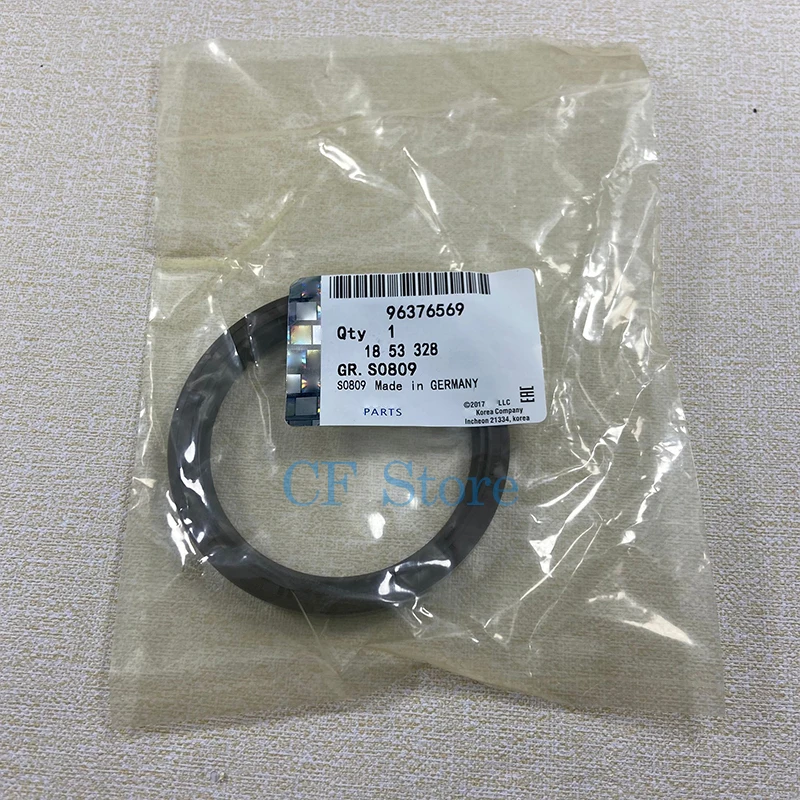 96376569
Qty 1
18 53 328
GR. S0809
S0809 Made in GERMANY
PARTS
©2017 LLC
Korea Company
Incheon 21334, korea
EAC
CF Store